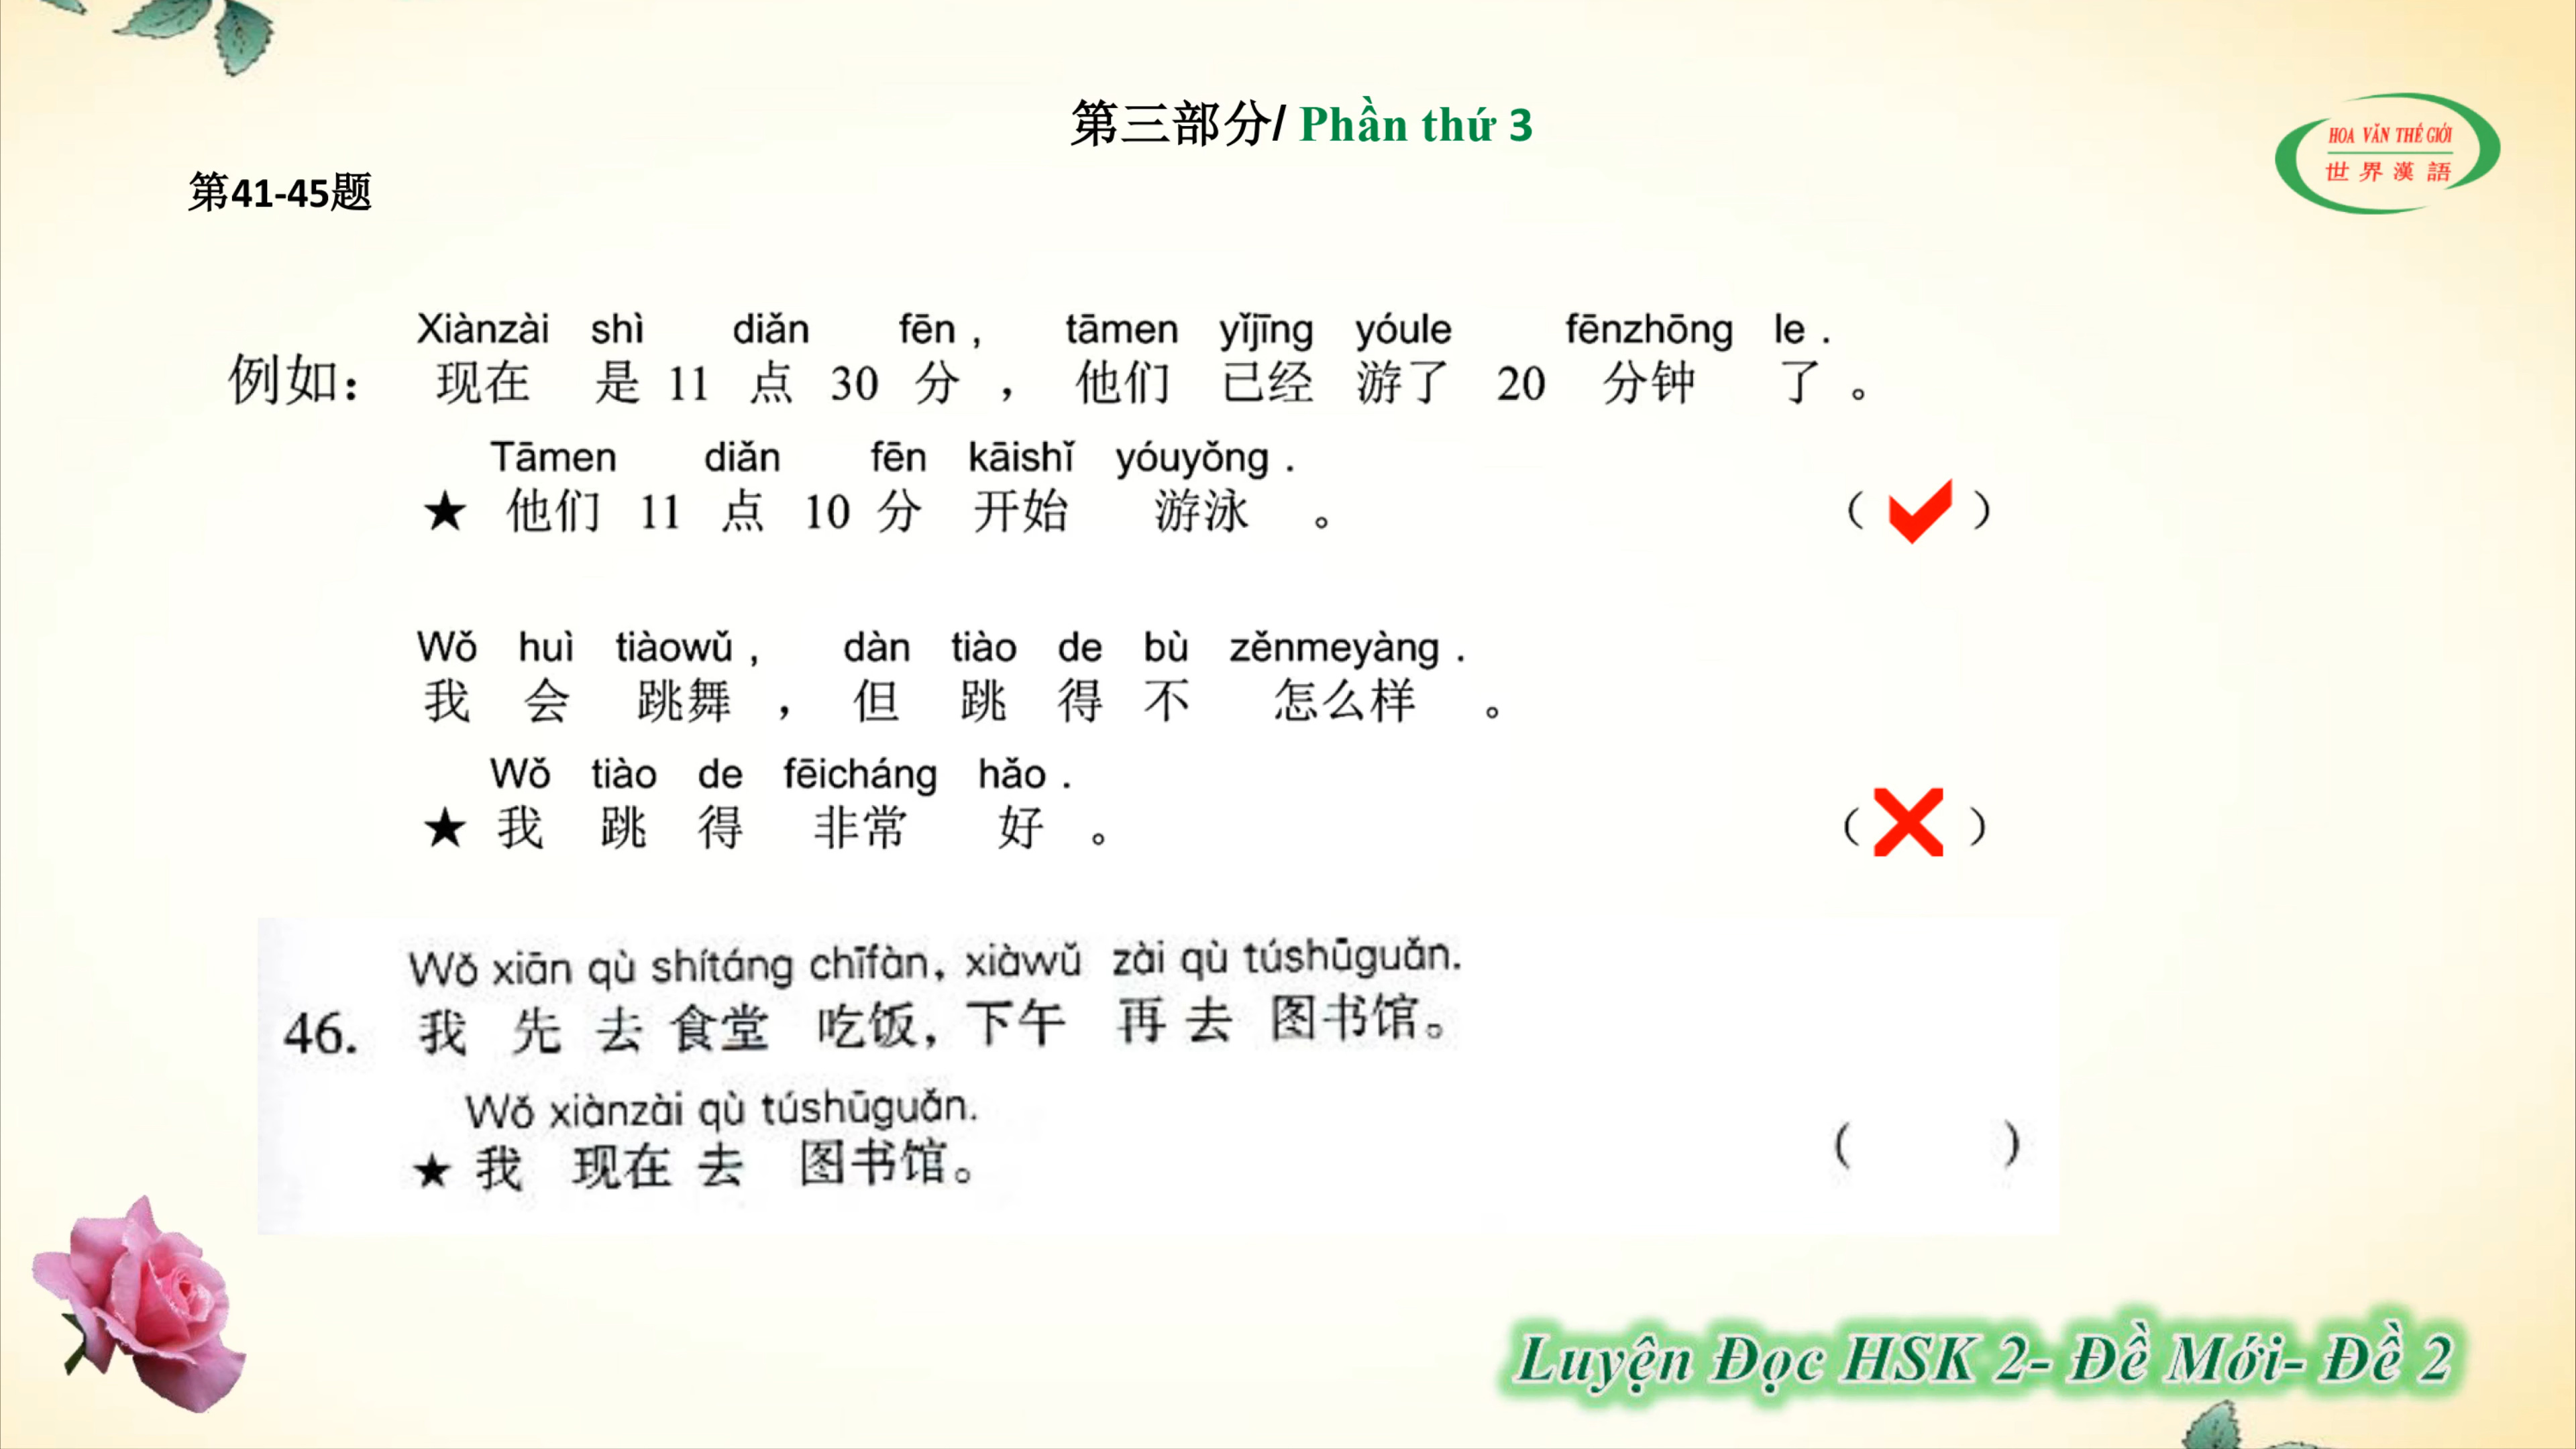 第三部分/ Phần thứ 3
HOA VĂN THẾ GIỚI
世界漢語
第41-45题
Xiànzài shì diǎn fēn , tāmen yǐjīng yóule fēnzhōng le .
例如： 现在 是 11 点 30 分 ， 他们 已经 游了 20 分钟 了 。
Tāmen diǎn fēn kāishǐ yóuyǒng .
★ 他们 11 点 10 分 开始 游泳 。 （ ✔ ）
Wǒ huì tiàowǔ , dàn tiào de bù zěnmeyàng .
我 会 跳舞 ， 但 跳 得 不 怎么样 。
Wǒ tiào de fēicháng hǎo .
★ 我 跳 得 非常 好 。 （ ✖ ）
Wǒ xiān qù shítáng chīfàn, xiàwǔ zài qù túshūguǎn.
46. 我 先 去 食堂 吃饭, 下午 再 去 图书馆。
Wǒ xiànzài qù túshūguǎn.
★ 我 现在 去 图书馆。 （ ）
Luyện Đọc HSK 2- Đề Mới- Đề 2